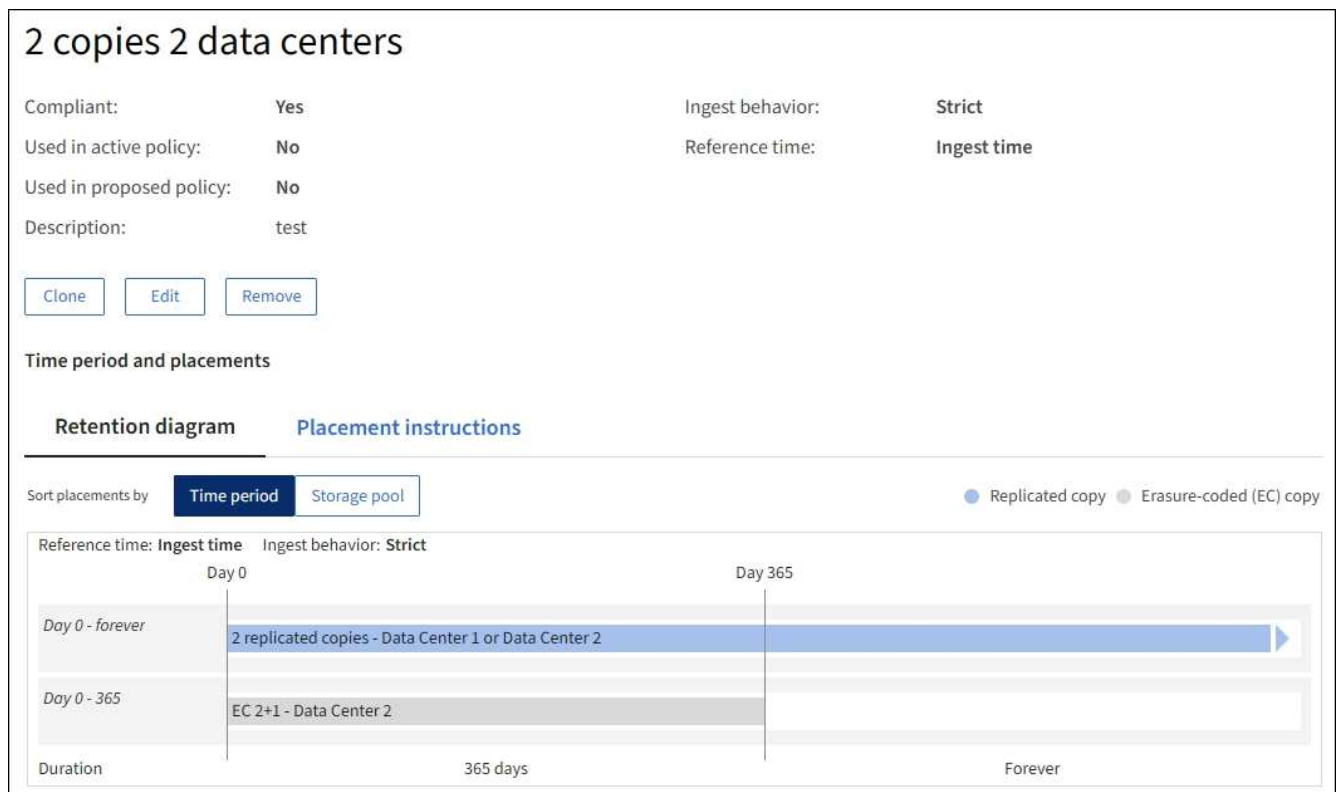 2 copies 2 data centers
Compliant: Yes Ingest behavior: Strict
Used in active policy: No Reference time: Ingest time
Used in proposed policy: No
Description: test
Clone Edit Remove
Time period and placements
Retention diagram Placement instructions
Sort placements by Time period Storage pool Replicated copy Erasure-coded (EC) copy
Reference time: Ingest time Ingest behavior: Strict
Day 0 Day 365
Day 0 - forever
2 replicated copies - Data Center 1 or Data Center 2
Day 0 - 365
EC 2+1 - Data Center 2
Duration 365 days Forever